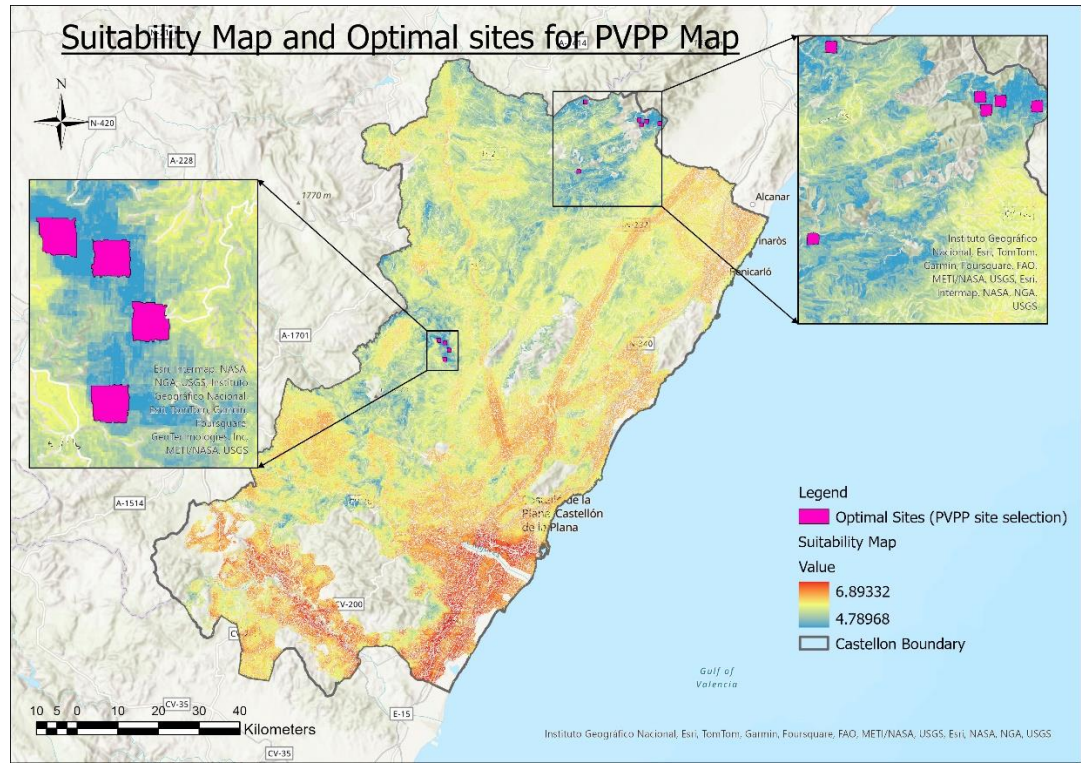 Suitability Map and Optimal sites for PVPP Map
N
N-420
A-228
1770 m
Alcanar
N-232
Instituto Geográfico
Nacional, Esri, TomTom,
Garmin, Foursquare, FAO,
METI/NASA, USGS, Esri,
Intermap, NASA, NGA,
USGS
A-1701
N-340
Esri, Intermap, NASA,
NGA, USGS, Instituto
Geográfico Nacional,
Esri, TomTom, Garmin,
Foursquare,
GeoTechnologies, Inc,
METI/NASA, USGS
A-1514
de la
Plana/Castellón
de la Plana
CV-200
Legend
Optimal Sites (PVPP site selection)
Suitability Map
Value
6.89332
4.78968
Castellon Boundary
Gulf of
Valencia
CV-35
E-15
10 5 0 10 20 30 40
Kilometers
CV-35
Instituto Geográfico Nacional, Esri, TomTom, Garmin, Foursquare, FAO, METI/NASA, USGS, Esri, NASA, NGA, USGS